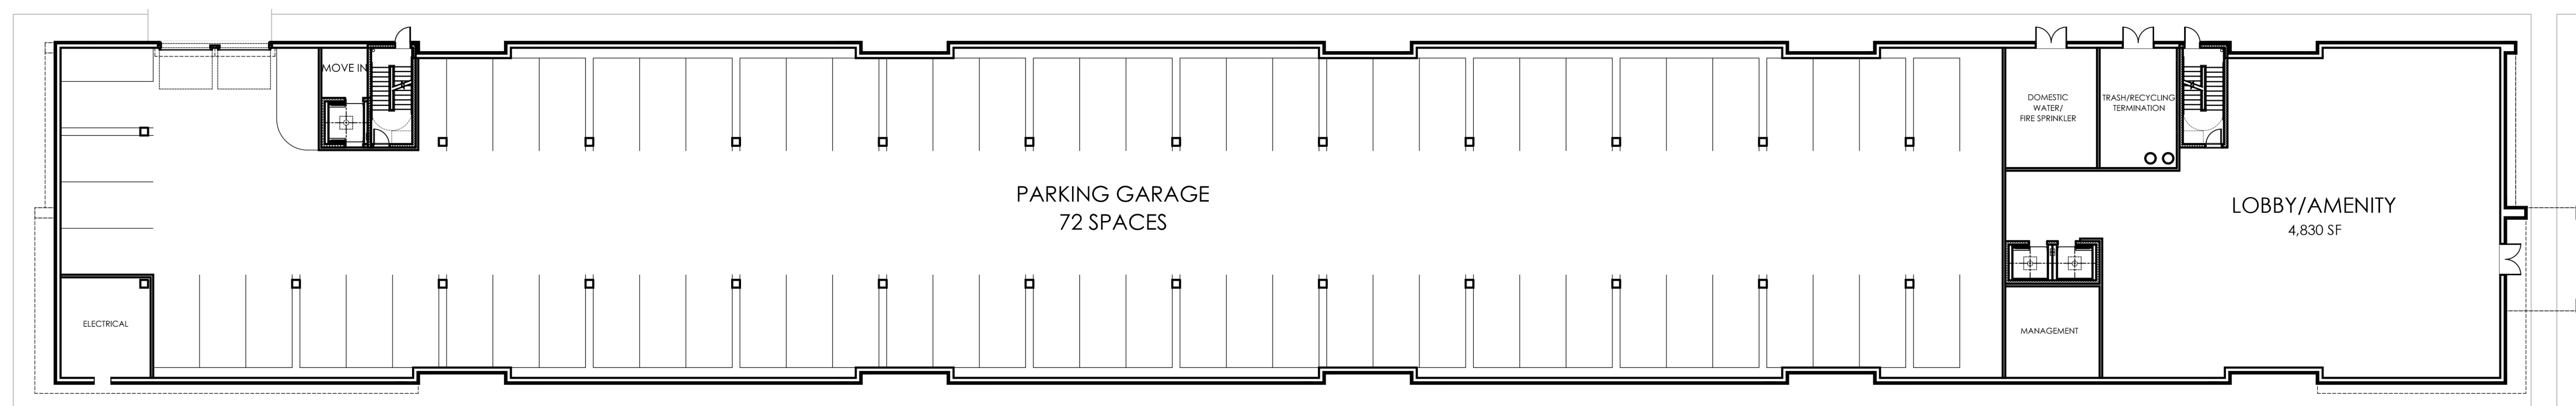 MOVE IN
DOMESTIC
WATER/
FIRE SPRINKLER
TRASH/RECYCLING
TERMINATION
PARKING GARAGE
72 SPACES
LOBBY/AMENITY
4,830 SF
ELECTRICAL
MANAGEMENT